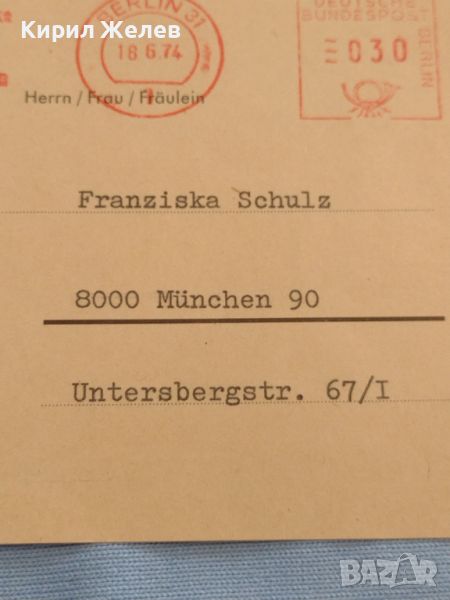 Кирил Желев
BERLIN 31
18.6.74
DEUTSCHE
BUNDESPOST
030
BERLIN
Herrn / Frau / Fräulein
Franziska Schulz
8000 München 90
Untersbergstr. 67/I
bazar